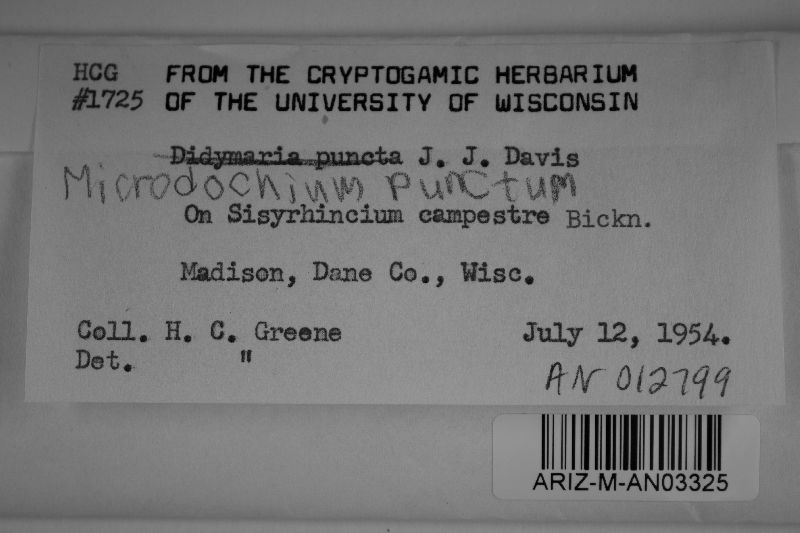 HCG FROM THE CRYPTOGAMIC HERBARIUM
#1725 OF THE UNIVERSITY OF WISCONSIN
Didymaria puncta J. J. Davis
Microdochium punctum
On Sisyrhincium campestre Bickn.
Madison, Dane Co., Wisc.
Coll. H. C. Greene July 12, 1954.
Det. "
AN 012799
ARIZ-M-AN03325